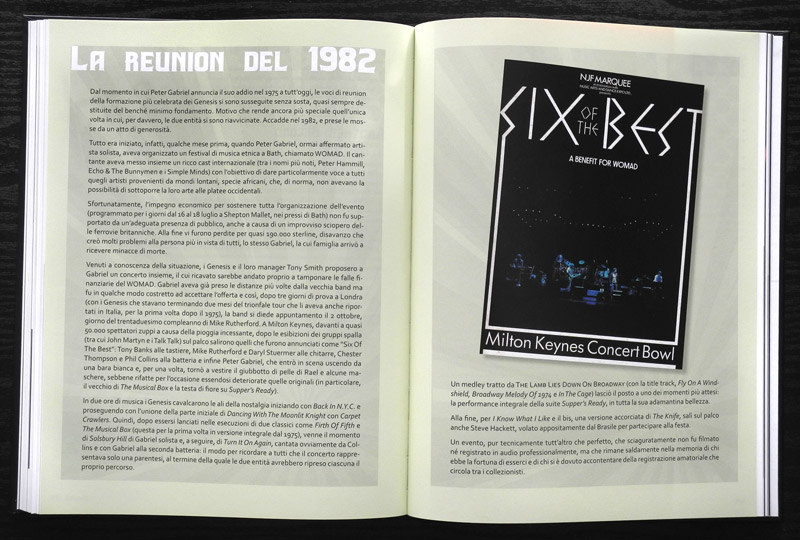 LA REUNION DEL 1982
Dal momento in cui Peter Gabriel annuncia il suo addio nel 1975 a tutt'oggi, le voci di reunion
della formazione più celebrata dei Genesis si sono susseguite senza sosta, quasi sempre de-
stituite del benché minimo fondamento. Motivo che rende ancora più speciale quell'unica
volta in cui, per davvero, le due entità si sono riavvicinate. Accadde nel 1982, e prese le mos-
se da un atto di generosità.
Tutto era iniziato, infatti, qualche mese prima, quando Peter Gabriel, ormai affermato arti-
sta solista, aveva organizzato un festival di musica etnica a Bath, chiamato WOMAD. Il can-
tante aveva messo insieme un ricco cast internazionale (tra i nomi più noti, Peter Hammill,
Echo & The Bunnymen e i Simple Minds) con l'obiettivo di dare particolarmente voce a tutti
quegli artisti provenienti da mondi lontani, specie africani, che, di norma, non avevano la
possibilità di sottoporre la loro arte alle platee occidentali.
Sfortunatamente, l'impegno economico per sostenere tutta l'organizzazione dell'evento
(programmato per i giorni dal 16 al 18 luglio a Shepton Mallet, nei pressi di Bath) non fu sup-
portato da un'adeguata presenza di pubblico, anche a causa di un improvviso sciopero del-
le ferrovie britanniche. Alla fine vi furono perdite per quasi 190.000 sterline, disavanzo che
creò molti problemi alla persona più in vista di tutti, lo stesso Gabriel, la cui famiglia arrivò a
ricevere minacce di morte.
Venuti a conoscenza della situazione, i Genesis e il loro manager Tony Smith proposero a
Gabriel un concerto insieme, il cui ricavato sarebbe andato proprio a tamponare le falle fi-
nanziarie del WOMAD. Gabriel aveva già preso le distanze più volte dalla vecchia band ma
fu in qualche modo costretto ad accettare l'offerta e così, dopo tre giorni di prova a Londra
(con i Genesis che stavano terminando due mesi del trionfale tour che li aveva anche ripor-
tati in Italia, per la prima volta dopo il 1975), la band si diede appuntamento il 2 ottobre,
giorno del trentaduesimo compleanno di Mike Rutherford. A Milton Keynes, davanti a quasi
50.000 spettatori zuppi a causa della pioggia incessante, dopo le esibizioni dei gruppi spalla
(tra cui John Martyn e i Talk Talk) sul palco salirono quelli che furono annunciati come "Six Of
The Best". Tony Banks alle tastiere, Mike Rutherford e Daryl Stuermer alle chitarre, Chester
Thompson e Phil Collins alla batteria e infine Peter Gabriel, che entrò in scena uscendo da
una bara bianca e, per una volta, tornò a vestire il giubbotto di pelle di Rael e alcune ma-
schere, sebbene rifatte per l'occasione essendosi deteriorate quelle originali (in particolare,
il vecchio di The Musical Box e la testa di fiore su Supper's Ready).
In due ore di musica i Genesis cavalcarono le ali della nostalgia iniziando con Back In N.Y.C. e
proseguendo con l'unione della parte iniziale di Dancing With The Moonlit Knight con Carpet
Crawlers. Quindi, dopo essersi lanciati nelle esecuzioni di due classici come Firth Of Fifth e
The Musical Box (questa per la prima volta in versione integrale dal 1975), venne il momento
di Solsbury Hill di Gabriel solista e, a seguire, di Turn It On Again, cantata ovviamente da Col-
lins e con Gabriel alla seconda batteria: il modo per ricordare a tutti che il concerto rappre-
sentava solo una parentesi, al termine della quale le due entità avrebbero ripreso ciascuna il
proprio percorso.
NJF MARQUEE
SIX OF THE BEST
A BENEFIT FOR WOMAD
Milton Keynes Concert Bowl
Un medley tratto da THE LAMB LIES DOWN ON BROADWAY (con la title track, Fly On A Wind-
shield, Broadway Melody Of 1974 e In The Cage) lasciò il posto a uno dei momenti più attesi:
la performance integrale della suite Supper's Ready, in tutta la sua adamantina bellezza.
Alla fine, per I Know What I Like e il bis, una versione accorciata di The Knife, salì sul palco
anche Steve Hackett, volato appositamente dal Brasile per partecipare alla festa.
Un evento, pur tecnicamente tutt'altro che perfetto, che sciaguratamente non fu filmato
né registrato in audio professionalmente, ma che rimane saldamente nella memoria di chi
ebbe la fortuna di esserci e di chi si è dovuto accontentare della registrazione amatoriale che
circola tra i collezionisti.